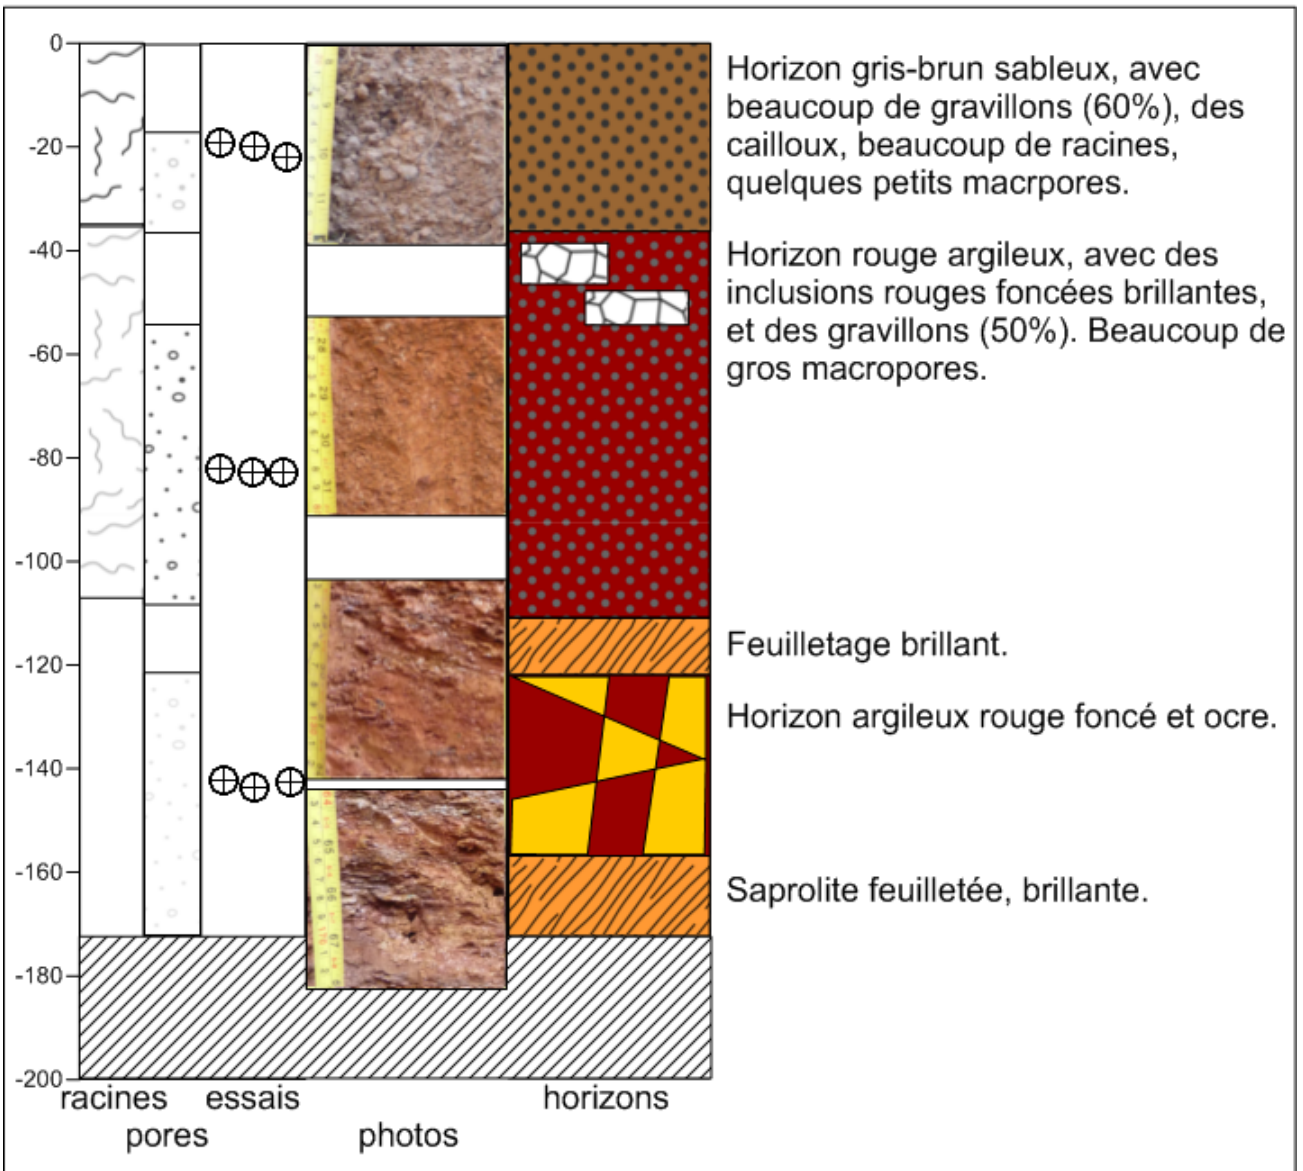 0
Horizon gris-brun sableux, avec
beaucoup de gravillons (60%), des
cailloux, beaucoup de racines,
quelques petits macrpores.
-20
-40
Horizon rouge argileux, avec des
inclusions rouges foncées brillantes,
et des gravillons (50%). Beaucoup de
gros macropores.
-60
-80
-100
-120
Feuilletage brillant.
Horizon argileux rouge foncé et ocre.
-140
-160
Saprolite feuilletée, brillante.
-180
-200
racines
essais
horizons
pores
photos